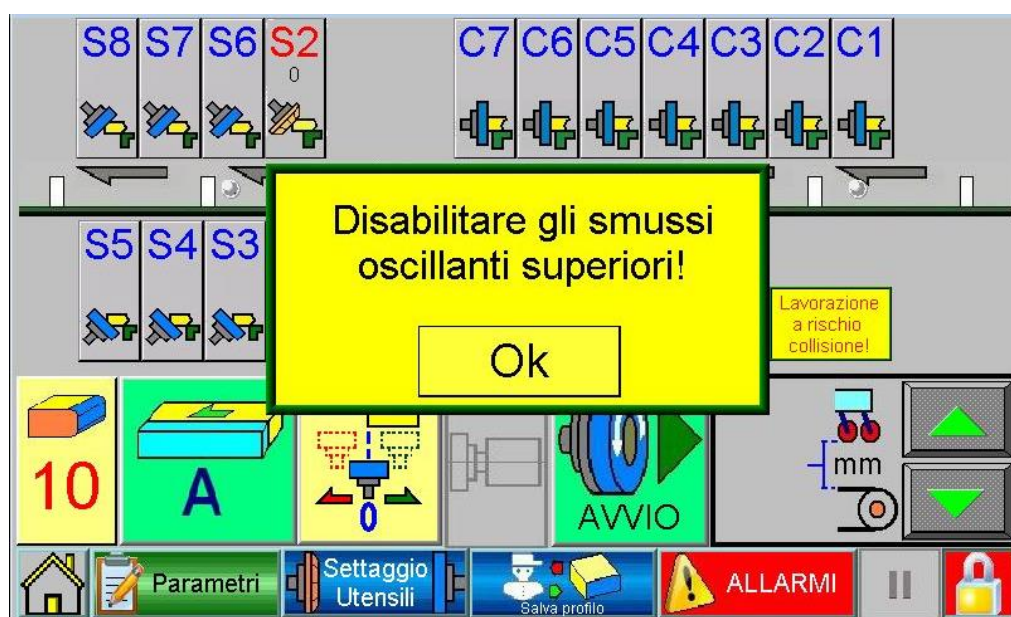 S8 S7 S6 S2 C7 C6 C5 C4 C3 C2 C1
0
Disabilitare gli smussi
oscillanti superiori!
Ok
S5 S4 S3
Lavorazione
a rischio
collisione!
10
A
0
AVVIO
mm
Parametri
Settaggio
Utensili
Salva profilo
ALLARMI